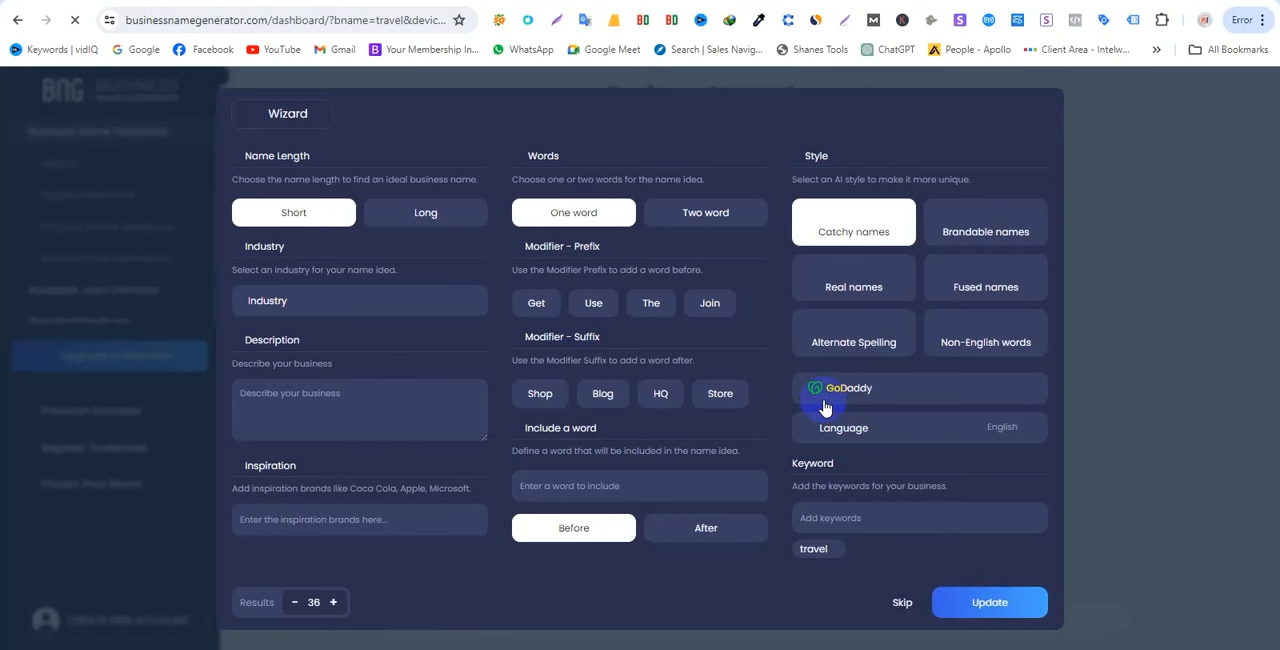 businessnamegenerator.com/dashboard/?bname=travel&devic...
Error
Keywords | vidIQ
Google
Facebook
YouTube
Gmail
Your Membership In...
WhatsApp
Google Meet
Search | Sales Navig...
Shanes Tools
ChatGPT
People - Apollo
Client Area - Intelw...
»
All Bookmarks
BNG
Wizard
Name Length
Choose the name length to find an ideal business name.
Short
Long
Industry
Select an industry for your name idea.
Industry
Description
Describe your business
Describe your business
Inspiration
Add inspiration brands like Coca Cola, Apple, Microsoft.
Enter the inspiration brands here...
Words
Choose one or two words for the name idea.
One word
Two word
Modifier - Prefix
Use the Modifier Prefix to add a word before.
Get
Use
The
Join
Modifier - Suffix
Use the Modifier Suffix to add a word after.
Shop
Blog
HQ
Store
Include a word
Define a word that will be included in the name idea.
Enter a word to include
Before
After
Style
Select an AI style to make it more unique.
Catchy names
Brandable names
Real names
Fused names
Alternate Spelling
Non-English words
GoDaddy
Language
English
Keyword
Add the keywords for your business.
Add keywords
travel
Results
- 36 +
Skip
Update
CREATE FREE ACCOUNT